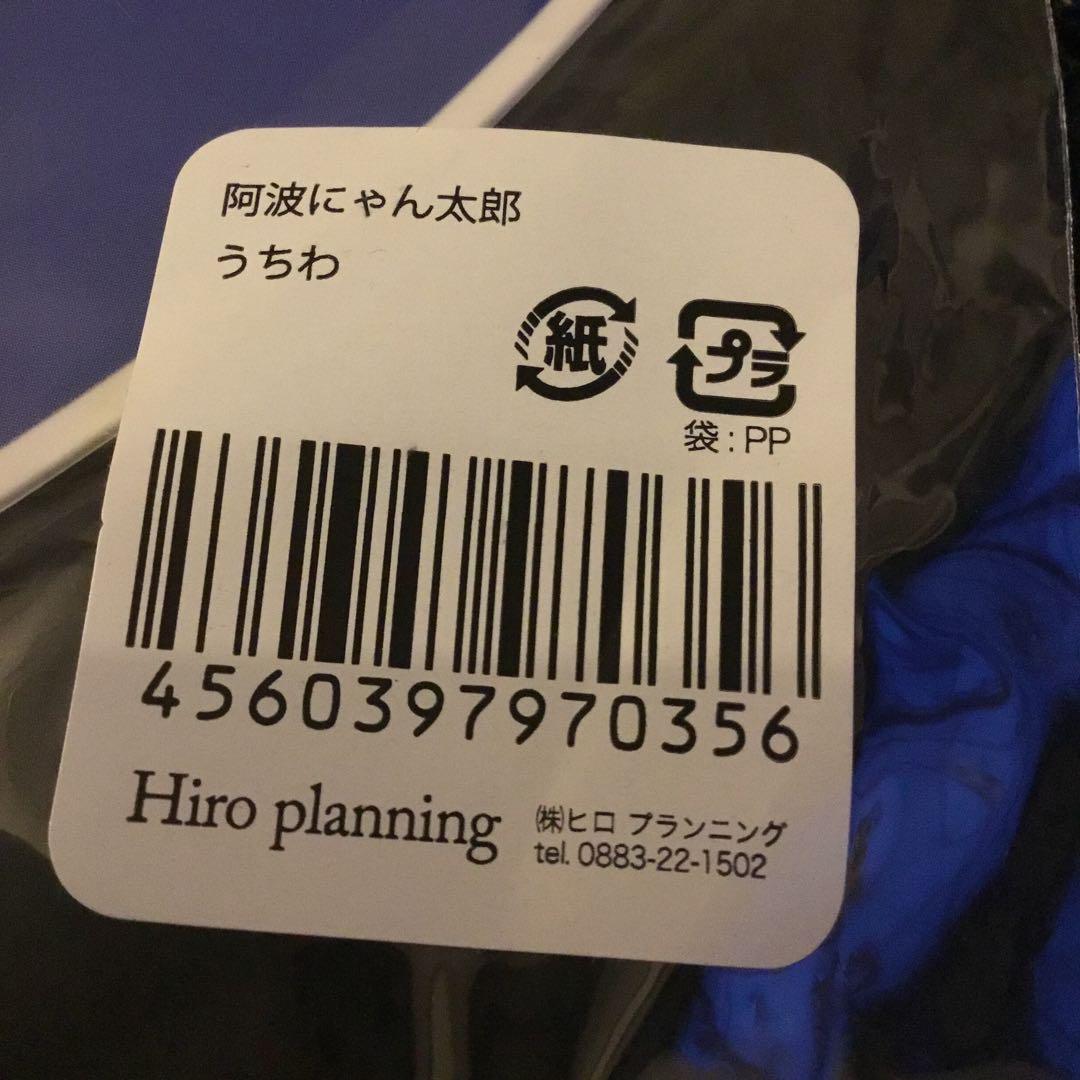 阿波にゃん太郎
うちわ
紙
プラ
袋:PP
4560397970356
Hiro planning
㈱ヒロ プランニング
tel. 0883-22-1502